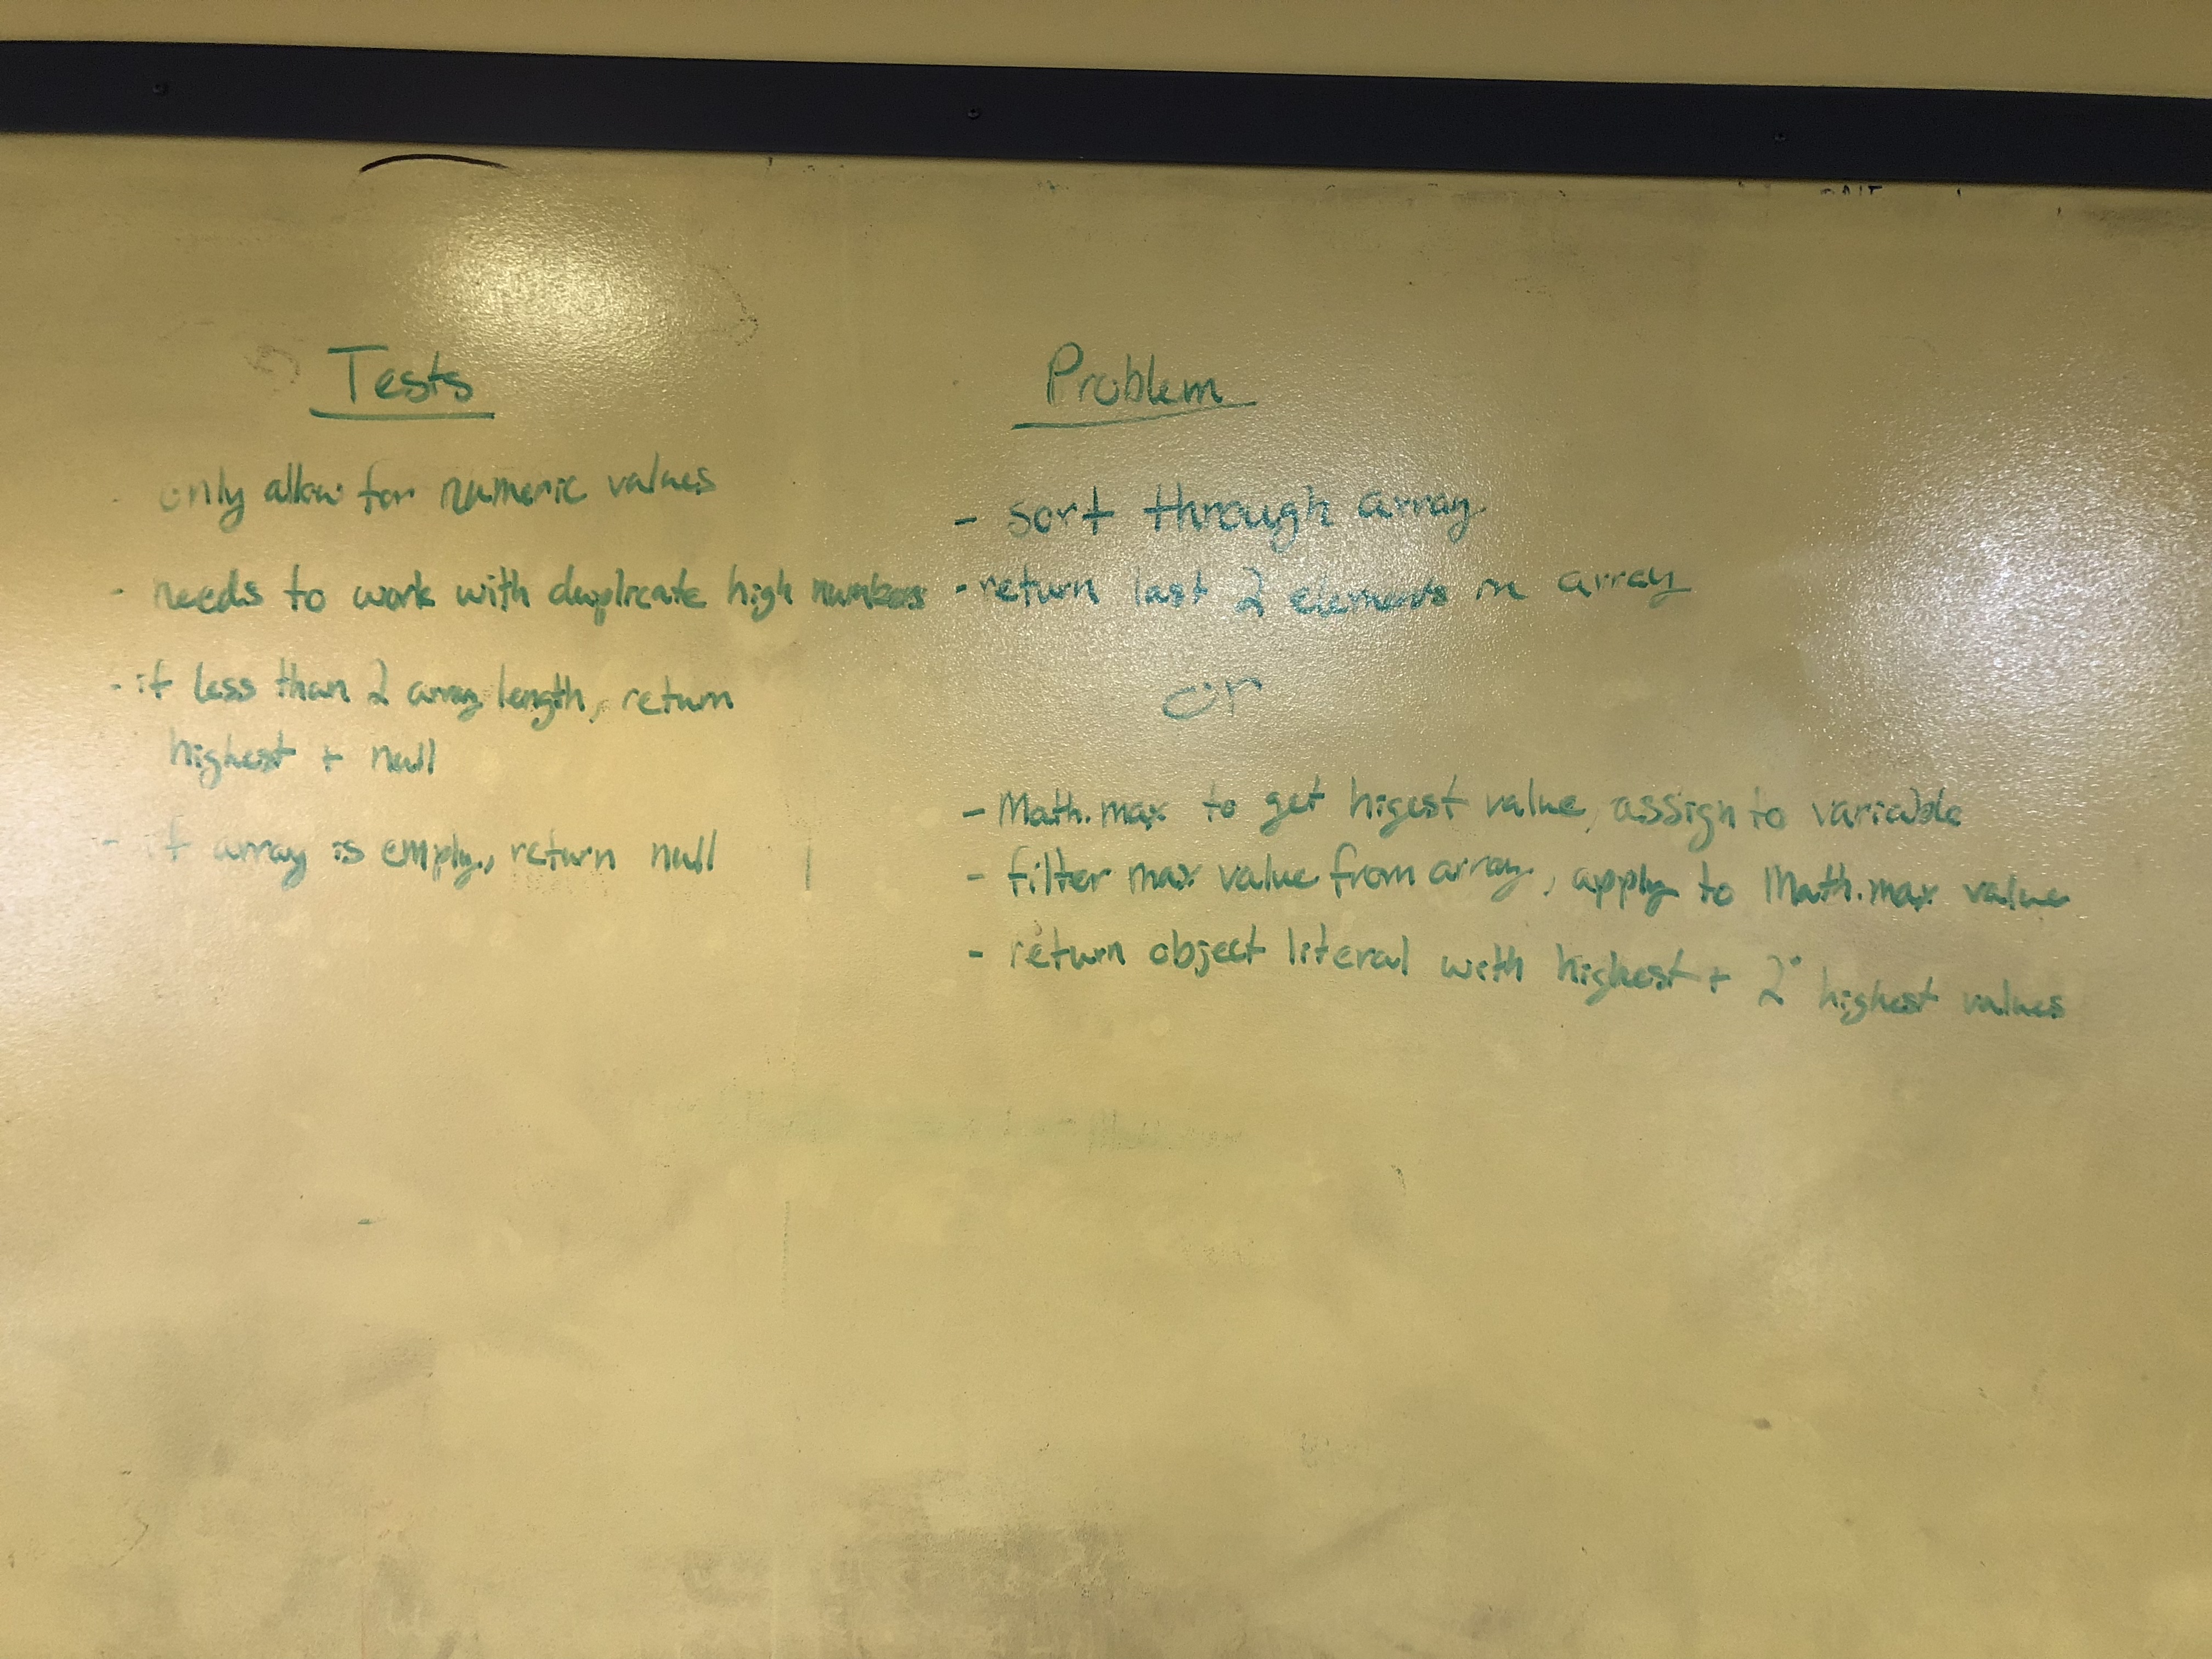 Tests
only allow for numeric values
- needs to work with duplicate high numbers
- if less than 2 array length, return
highest + null
- if array is empty, return null
Problem
- sort through array
- return last 2 elements in array
or
- Math.max to get higest value, assign to variable
- filter max value from array, apply to Math.max value
- return object literal with highest + 2° highest values